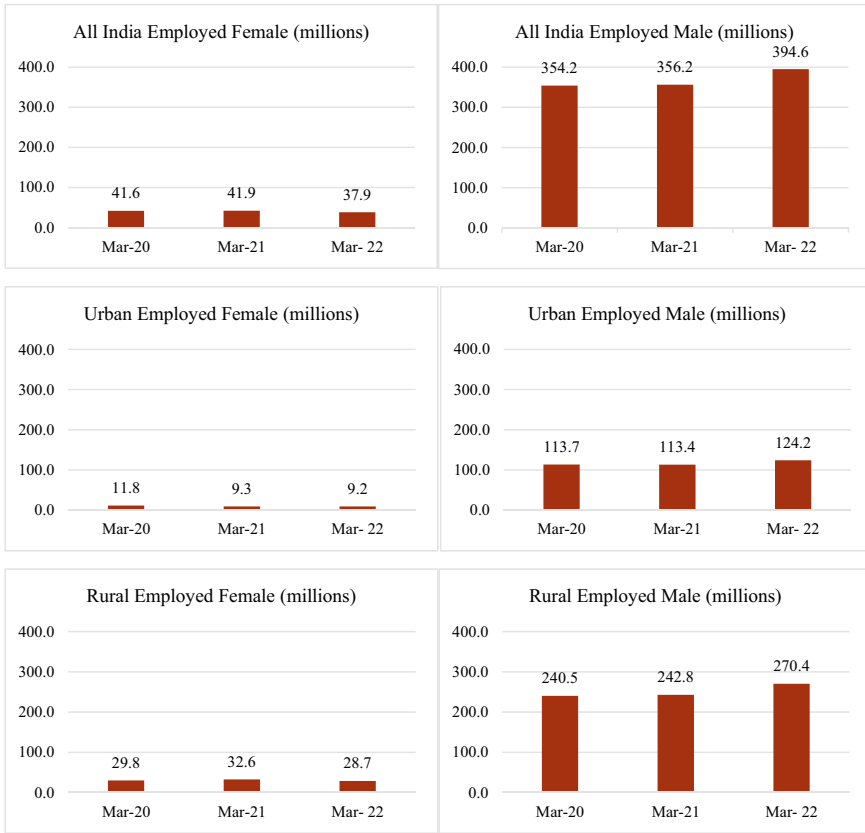 All India Employed Female (millions)
400.0
300.0
200.0
100.0
0.0
41.6 41.9 37.9
Mar-20 Mar-21 Mar- 22
All India Employed Male (millions)
400.0
300.0
200.0
100.0
0.0
354.2 356.2 394.6
Mar-20 Mar-21 Mar- 22
Urban Employed Female (millions)
400.0
300.0
200.0
100.0
0.0
11.8 9.3 9.2
Mar-20 Mar-21 Mar- 22
Urban Employed Male (millions)
400.0
300.0
200.0
100.0
0.0
113.7 113.4 124.2
Mar-20 Mar-21 Mar- 22
Rural Employed Female (millions)
400.0
300.0
200.0
100.0
0.0
29.8 32.6 28.7
Mar-20 Mar-21 Mar- 22
Rural Employed Male (millions)
400.0
300.0
200.0
100.0
0.0
240.5 242.8 270.4
Mar-20 Mar-21 Mar- 22